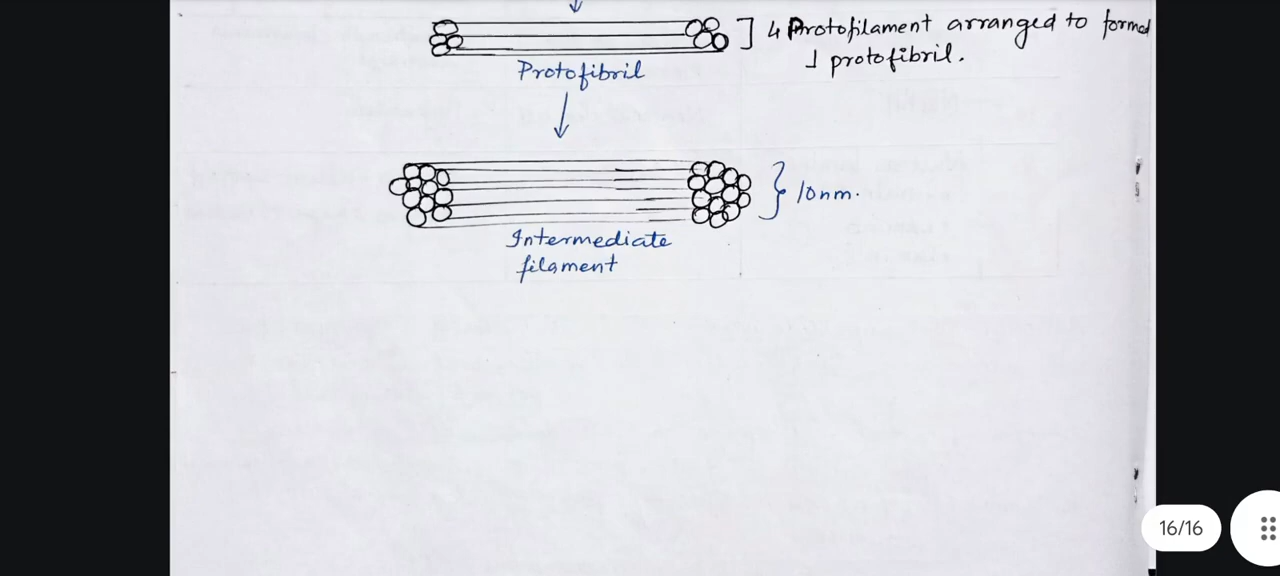 4 Protofilament arranged to formed
1 protofibril.
Protofibril
10nm.
Intermediate
filament
16/16